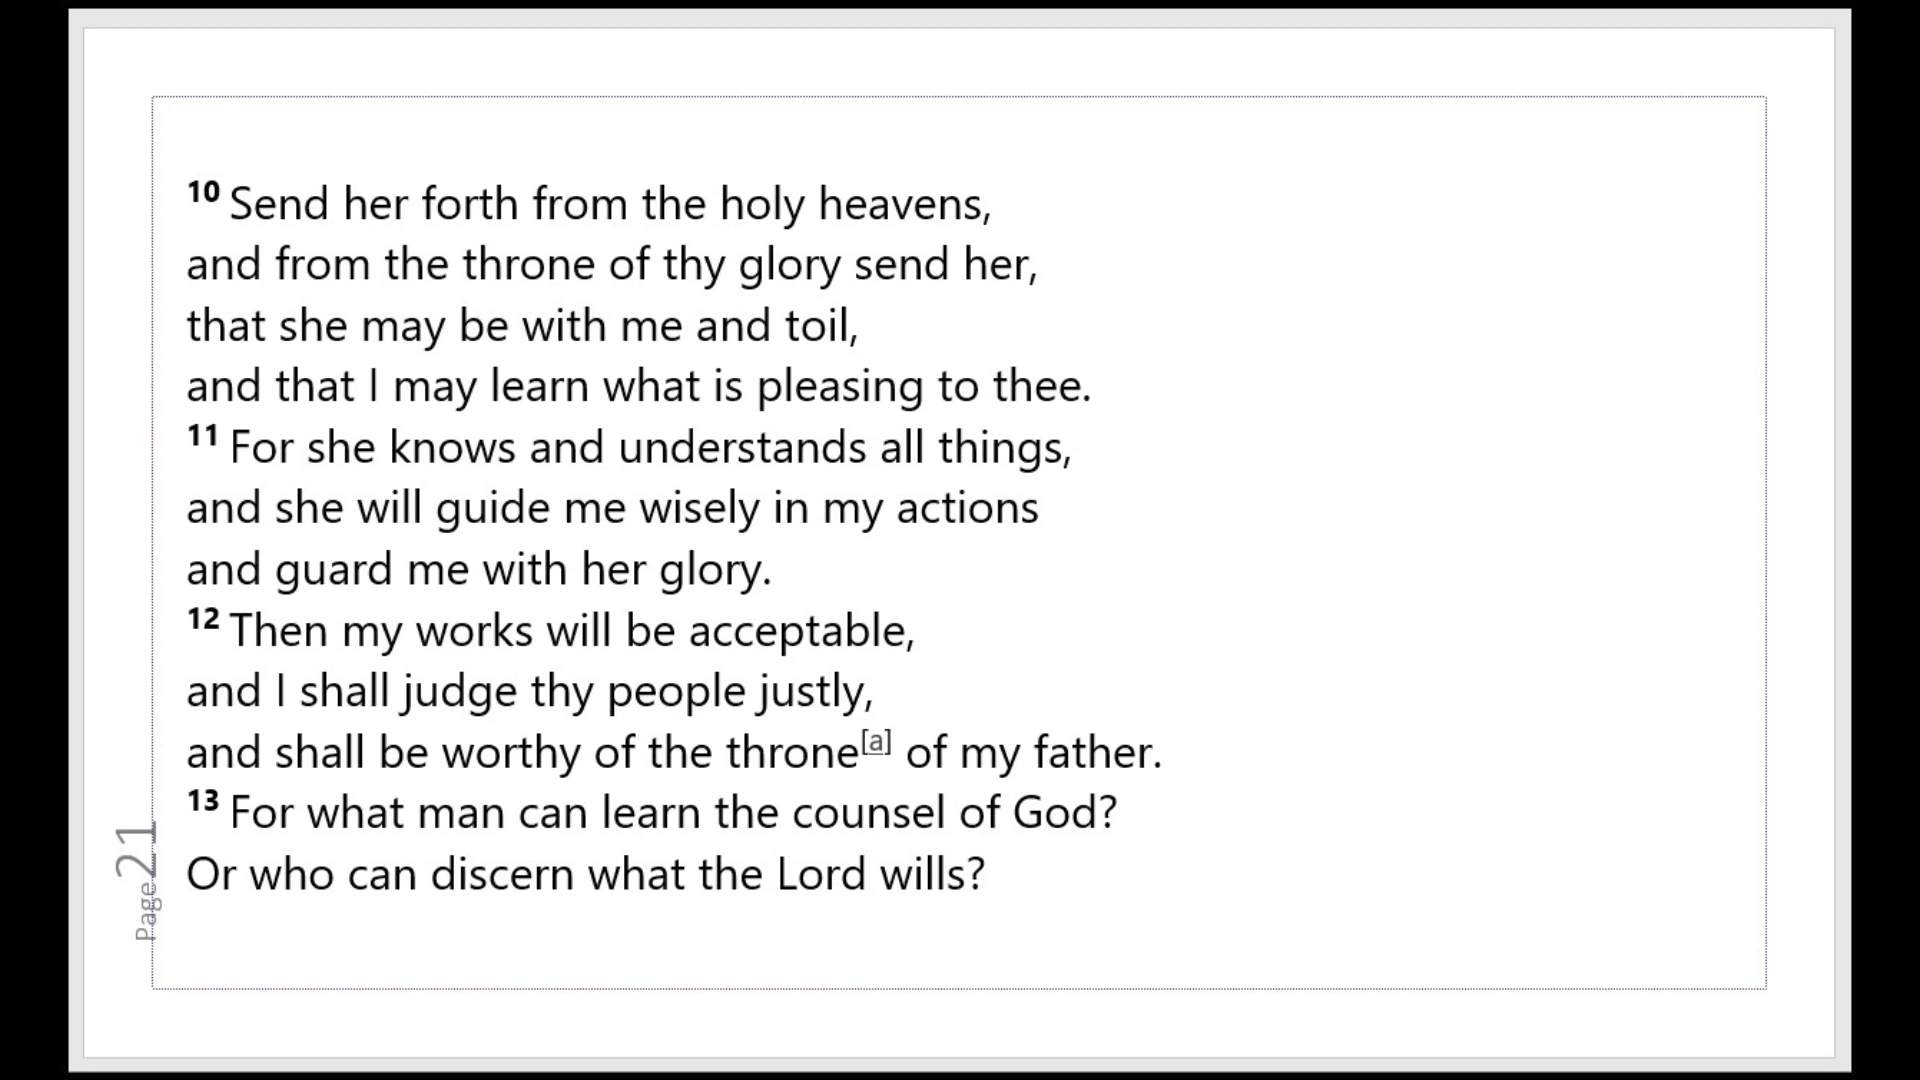 10 Send her forth from the holy heavens,
and from the throne of thy glory send her,
that she may be with me and toil,
and that I may learn what is pleasing to thee.
11 For she knows and understands all things,
and she will guide me wisely in my actions
and guard me with her glory.
12 Then my works will be acceptable,
and I shall judge thy people justly,
and shall be worthy of the throne[a] of my father.
13 For what man can learn the counsel of God?
Or who can discern what the Lord wills?
Page 21